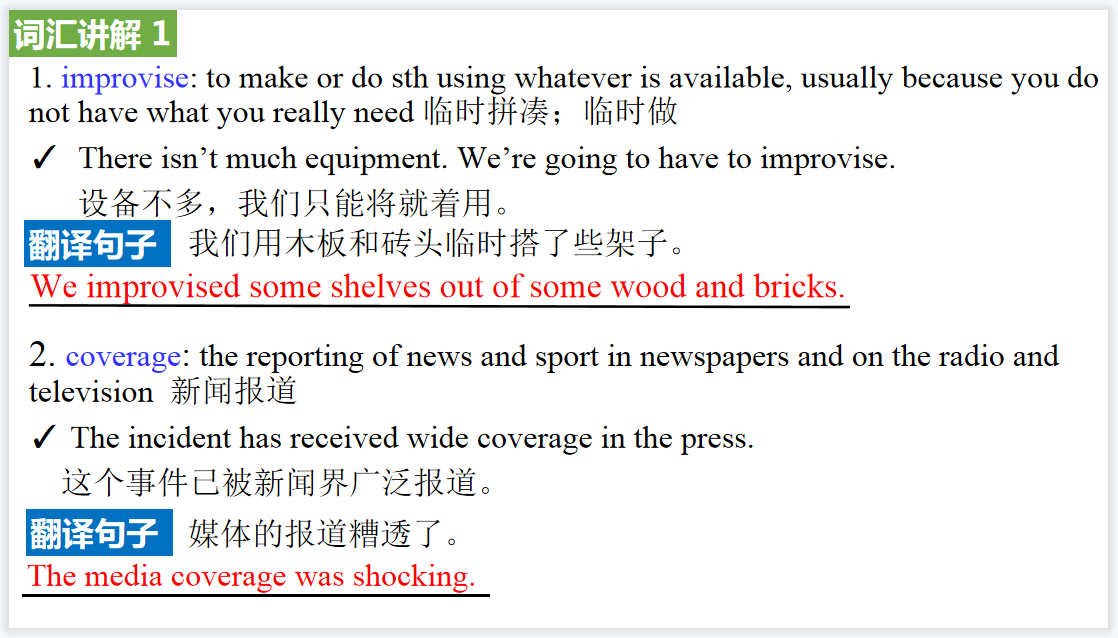 词汇讲解 1
1. improvise: to make or do sth using whatever is available, usually because you do
not have what you really need 临时拼凑；临时做
✓ There isn’t much equipment. We’re going to have to improvise.
设备不多，我们只能将就着用。
翻译句子 我们用木板和砖头临时搭了些架子。
We improvised some shelves out of some wood and bricks.
2. coverage: the reporting of news and sport in newspapers and on the radio and
television 新闻报道
✓ The incident has received wide coverage in the press.
这个事件已被新闻界广泛报道。
翻译句子 媒体的报道糟透了。
The media coverage was shocking.